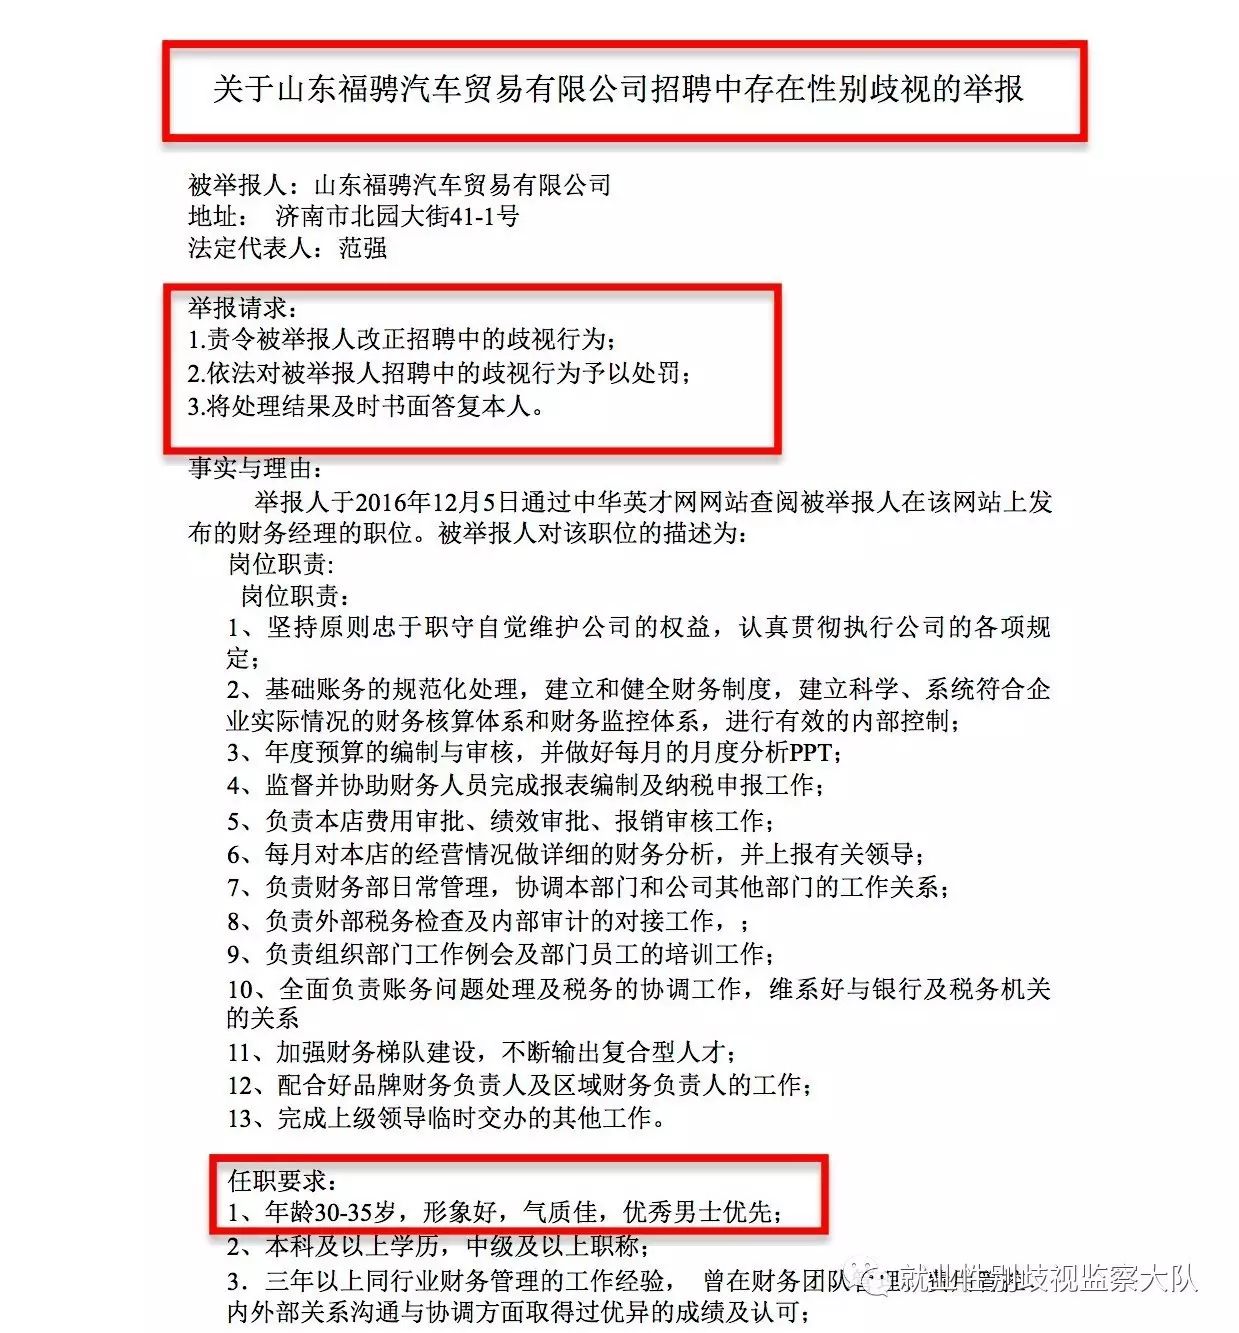 关于山东福骋汽车贸易有限公司招聘中存在性别歧视的举报
被举报人：山东福骋汽车贸易有限公司
地址： 济南市北园大街41-1号
法定代表人：范强
举报请求：
1.责令被举报人改正招聘中的歧视行为；
2.依法对被举报人招聘中的歧视行为予以处罚；
3.将处理结果及时书面答复本人。
事实与理由：
举报人于2016年12月5日通过中华英才网网站查阅被举报人在该网站上发
布的财务经理的职位。被举报人对该职位的描述为：
岗位职责:
岗位职责：
1、坚持原则忠于职守自觉维护公司的权益，认真贯彻执行公司的各项规
定；
2、基础账务的规范化处理，建立和健全财务制度，建立科学、系统符合企
业实际情况的财务核算体系和财务监控体系，进行有效的内部控制；
3、年度预算的编制与审核，并做好每月的月度分析PPT；
4、监督并协助财务人员完成报表编制及纳税申报工作；
5、负责本店费用审批、绩效审批、报销审核工作；
6、每月对本店的经营情况做详细的财务分析，并上报有关领导；
7、负责财务部日常管理，协调本部门和公司其他部门的工作关系；
8、负责外部税务检查及内部审计的对接工作，；
9、负责组织部门工作例会及部门员工的培训工作；
10、全面负责账务问题处理及税务的协调工作，维系好与银行及税务机关
的关系
11、加强财务梯队建设，不断输出复合型人才；
12、配合好品牌财务负责人及区域财务负责人的工作；
13、完成上级领导临时交办的其他工作。
任职要求：
1、年龄30-35岁，形象好，气质佳，优秀男士优先；
2、本科及以上学历，中级及以上职称；
3．三年以上同行业财务管理的工作经验， 曾在财务团队管理
内外部关系沟通与协调方面取得过优异的成绩及认可；
就业性别歧视监察大队